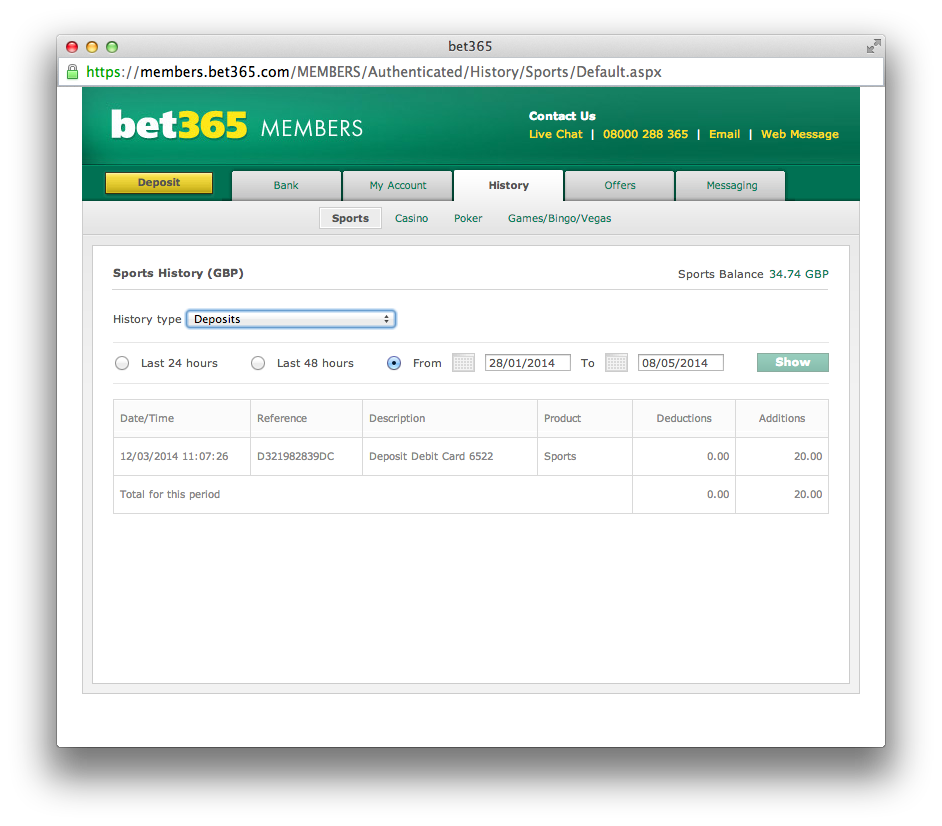 bet365
https://members.bet365.com/MEMBERS/Authenticated/History/Sports/Default.aspx
bet365 MEMBERS
Contact Us
Live Chat | 08000 288 365 | Email | Web Message
Deposit Bank My Account History Offers Messaging
Sports Casino Poker Games/Bingo/Vegas
Sports History (GBP) Sports Balance 34.74 GBP
History type Deposits
Last 24 hours Last 48 hours From 28/01/2014 To 08/05/2014 Show
Date/Time Reference Description Product Deductions Additions
12/03/2014 11:07:26 D321982839DC Deposit Debit Card 6522 Sports 0.00 20.00
Total for this period 0.00 20.00